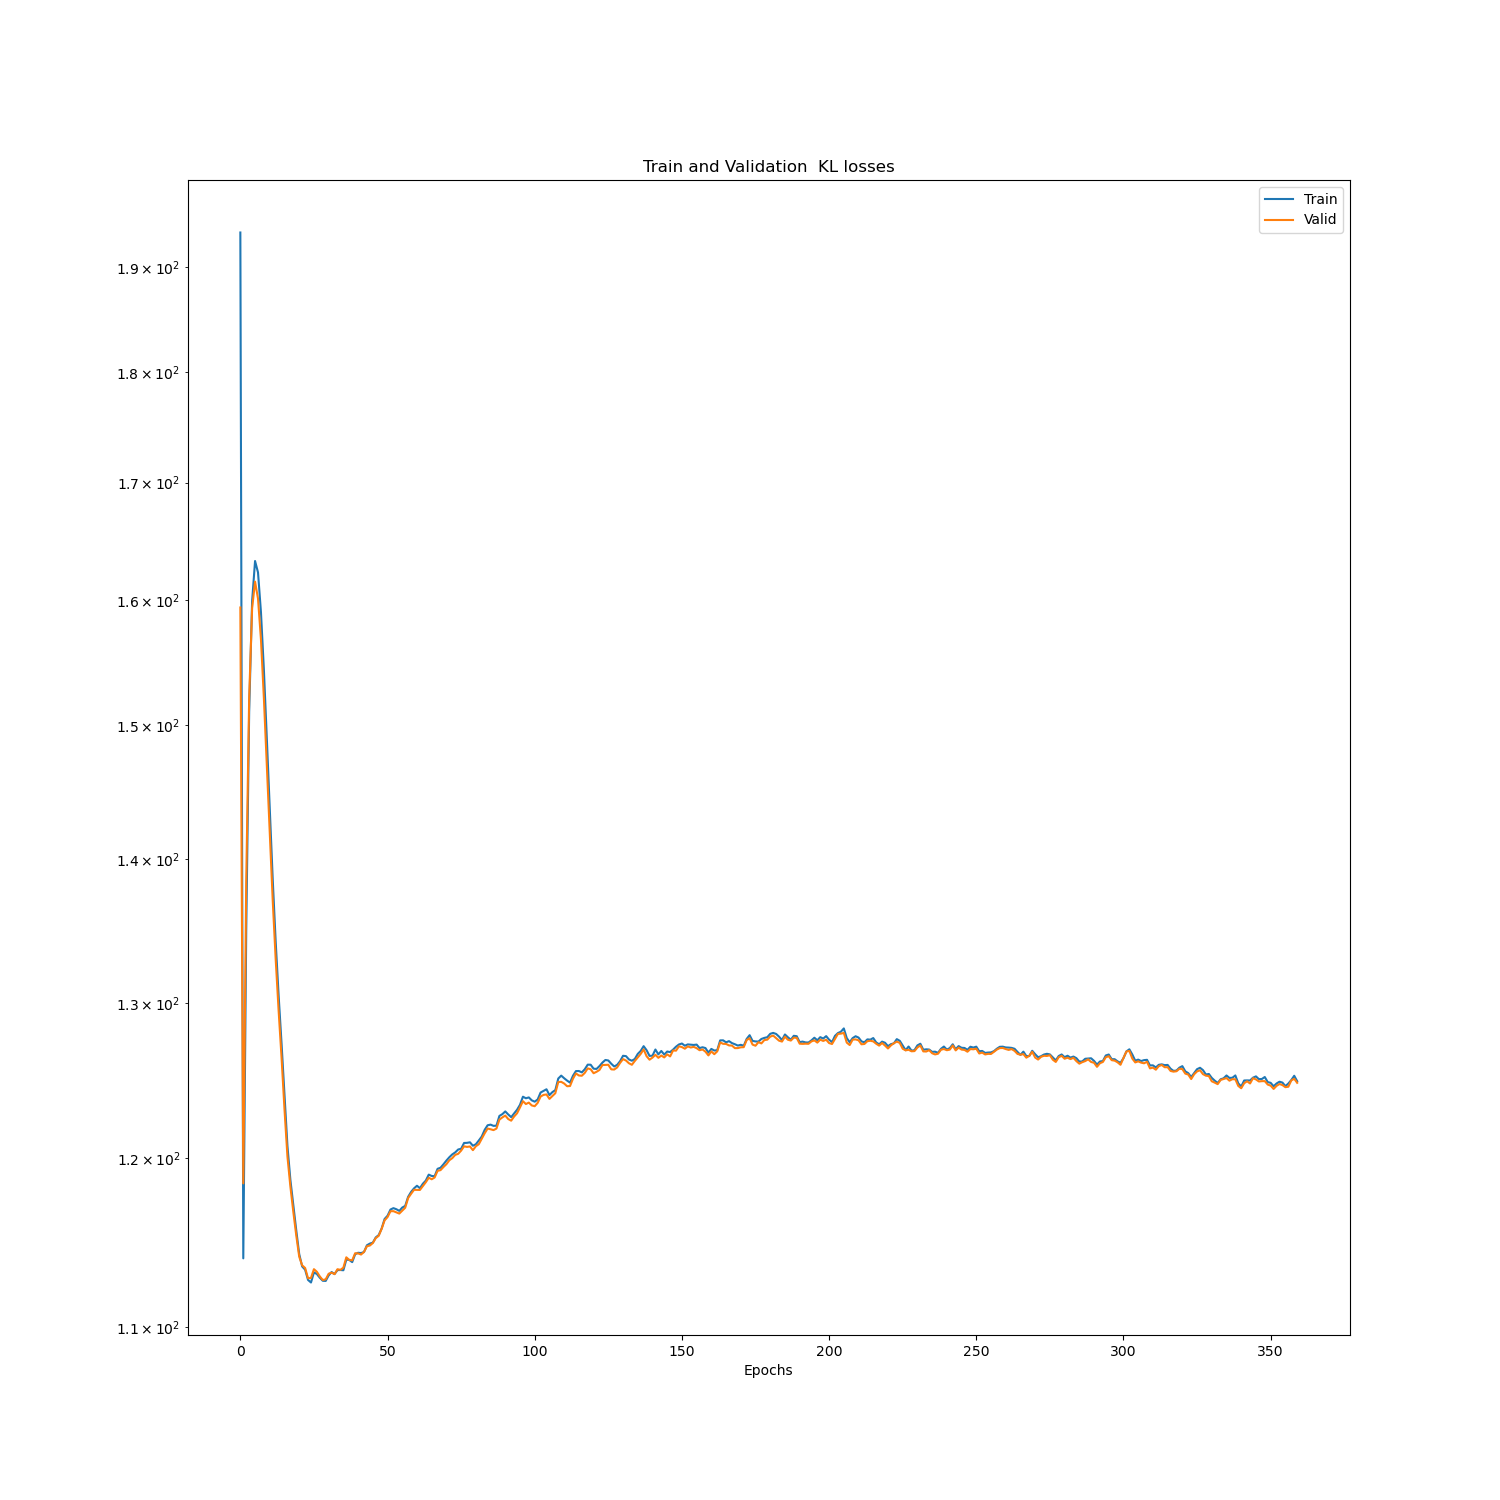 Train and Validation  KL losses
Train
Valid
1.9 × 10²
1.8 × 10²
1.7 × 10²
1.6 × 10²
1.5 × 10²
1.4 × 10²
1.3 × 10²
1.2 × 10²
1.1 × 10²
0 50 100 150 200 250 300 350
Epochs